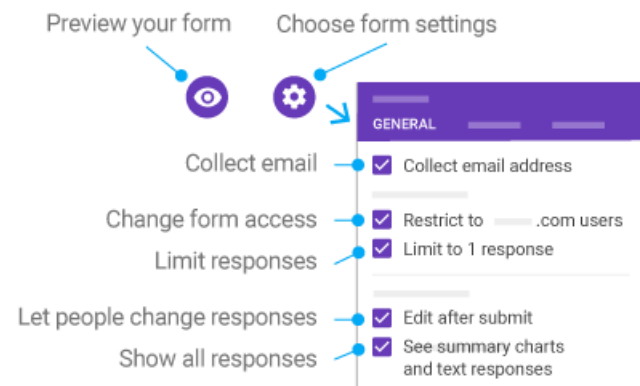 Preview your form
Choose form settings
GENERAL
Collect email
Collect email address
Change form access
Restrict to .com users
Limit responses
Limit to 1 response
Let people change responses
Edit after submit
Show all responses
See summary charts
and text responses